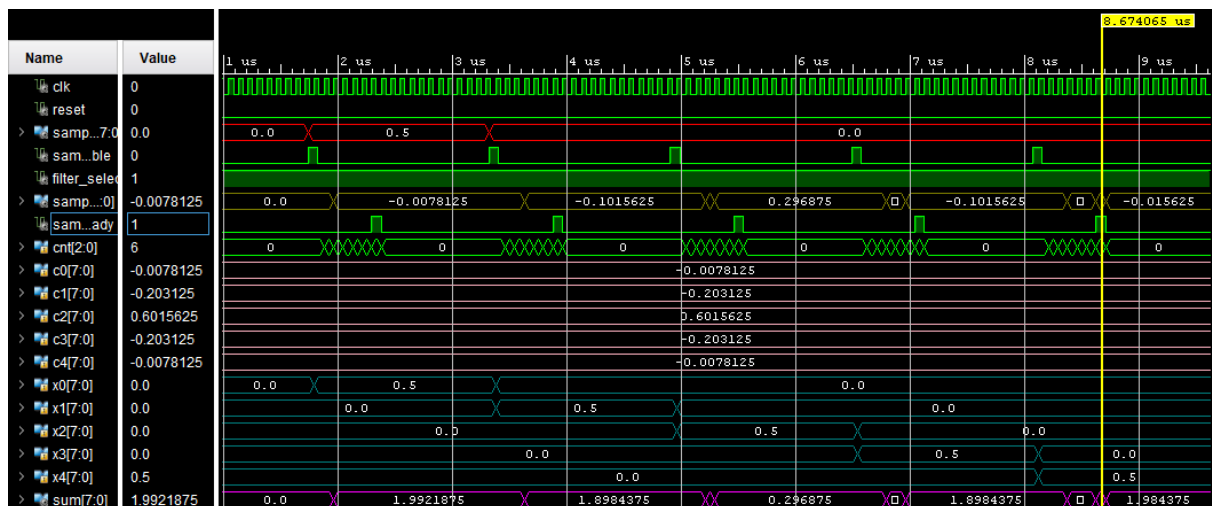 8.674065 us
Name Value 1 us 2 us 3 us 4 us 5 us 6 us 7 us 8 us 9 us
clk 0
reset 0
samp...7:0 0.0 0.0 0.5 0.0
sam...ble 0
filter_selec 1
samp...:0] -0.0078125 0.0 -0.0078125 -0.1015625 0.296875 -0.1015625 -0.015625
sam...ady 1
cnt[2:0] 6 0 0 0 0 0 0
c0[7:0] -0.0078125 -0.0078125
c1[7:0] -0.203125 -0.203125
c2[7:0] 0.6015625 0.6015625
c3[7:0] -0.203125 -0.203125
c4[7:0] -0.0078125 -0.0078125
x0[7:0] 0.0 0.0 0.5 0.0
x1[7:0] 0.0 0.0 0.5 0.0
x2[7:0] 0.0 0.0 0.5 0.0
x3[7:0] 0.0 0.0 0.5 0.0
x4[7:0] 0.5 0.0 0.5
sum[7:0] 1.9921875 0.0 1.9921875 1.8984375 0.296875 1.8984375 1.984375